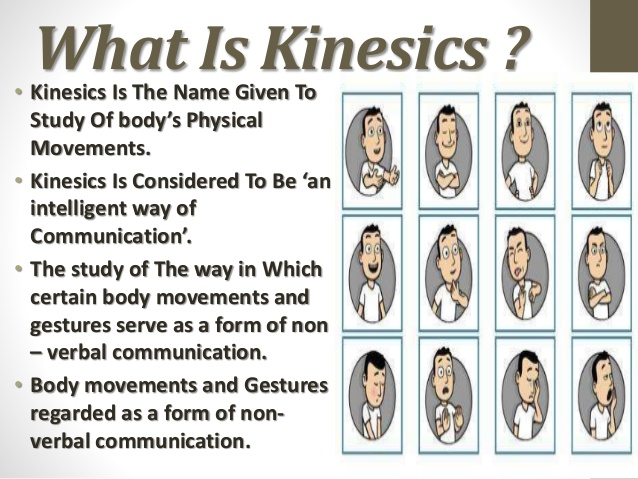 What Is Kinesics ?
• Kinesics Is The Name Given To
Study Of body’s Physical
Movements.
• Kinesics Is Considered To Be ‘an
intelligent way of
Communication’.
• The study of The way in Which
certain body movements and
gestures serve as a form of non
– verbal communication.
• Body movements and Gestures
regarded as a form of non-
verbal communication.